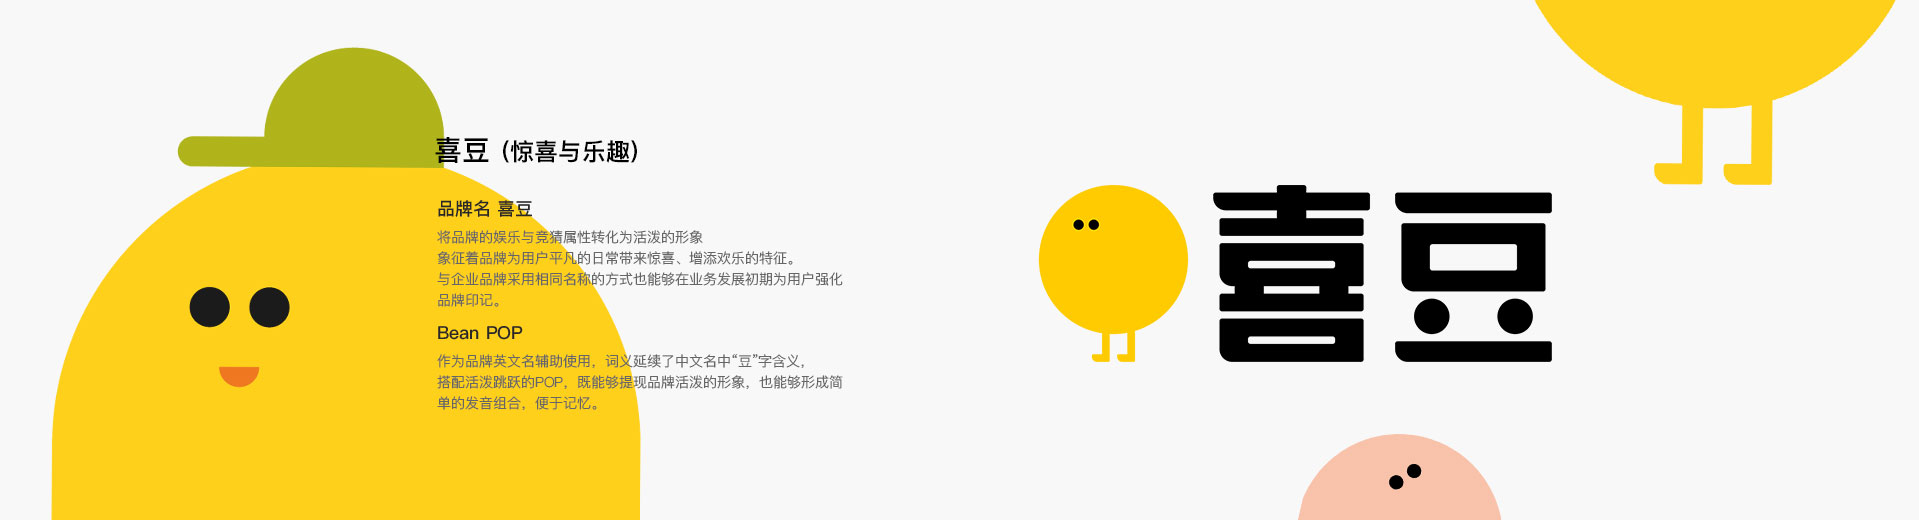 喜豆（惊喜与乐趣）
品牌名 喜豆
将品牌的娱乐与竞猜属性转化为活泼的形象
象征着品牌为用户平凡的日常带来惊喜、增添欢乐的特征。
与企业品牌采用相同名称的方式也能够在业务发展初期为用户强化
品牌印记。
Bean POP
作为品牌英文名辅助使用，词义延续了中文名中“豆”字含义，
搭配活泼跳跃的POP，既能够提现品牌活泼的形象，也能够形成简
单的发音组合，便于记忆。
喜豆